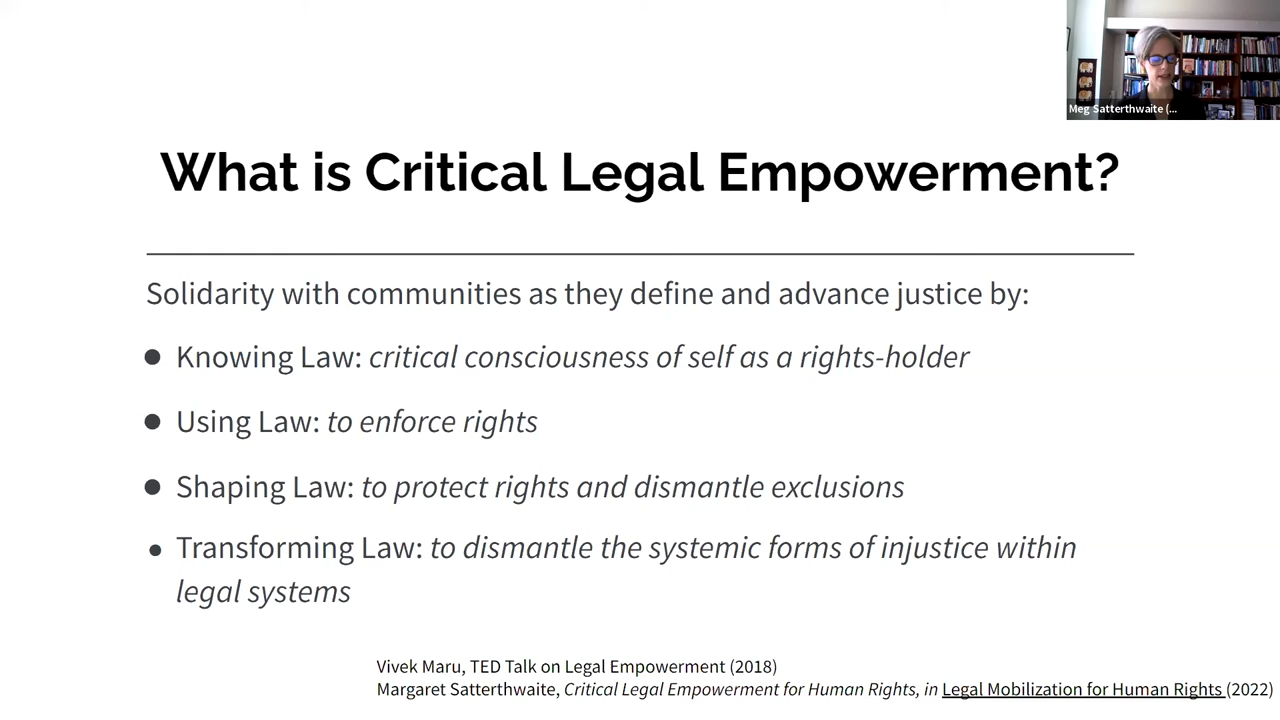 Meg Satterthwaite (...
What is Critical Legal Empowerment?
Solidarity with communities as they define and advance justice by:
● Knowing Law: critical consciousness of self as a rights-holder
● Using Law: to enforce rights
● Shaping Law: to protect rights and dismantle exclusions
● Transforming Law: to dismantle the systemic forms of injustice within
legal systems
Vivek Maru, TED Talk on Legal Empowerment (2018)
Margaret Satterthwaite, Critical Legal Empowerment for Human Rights, in Legal Mobilization for Human Rights (2022)